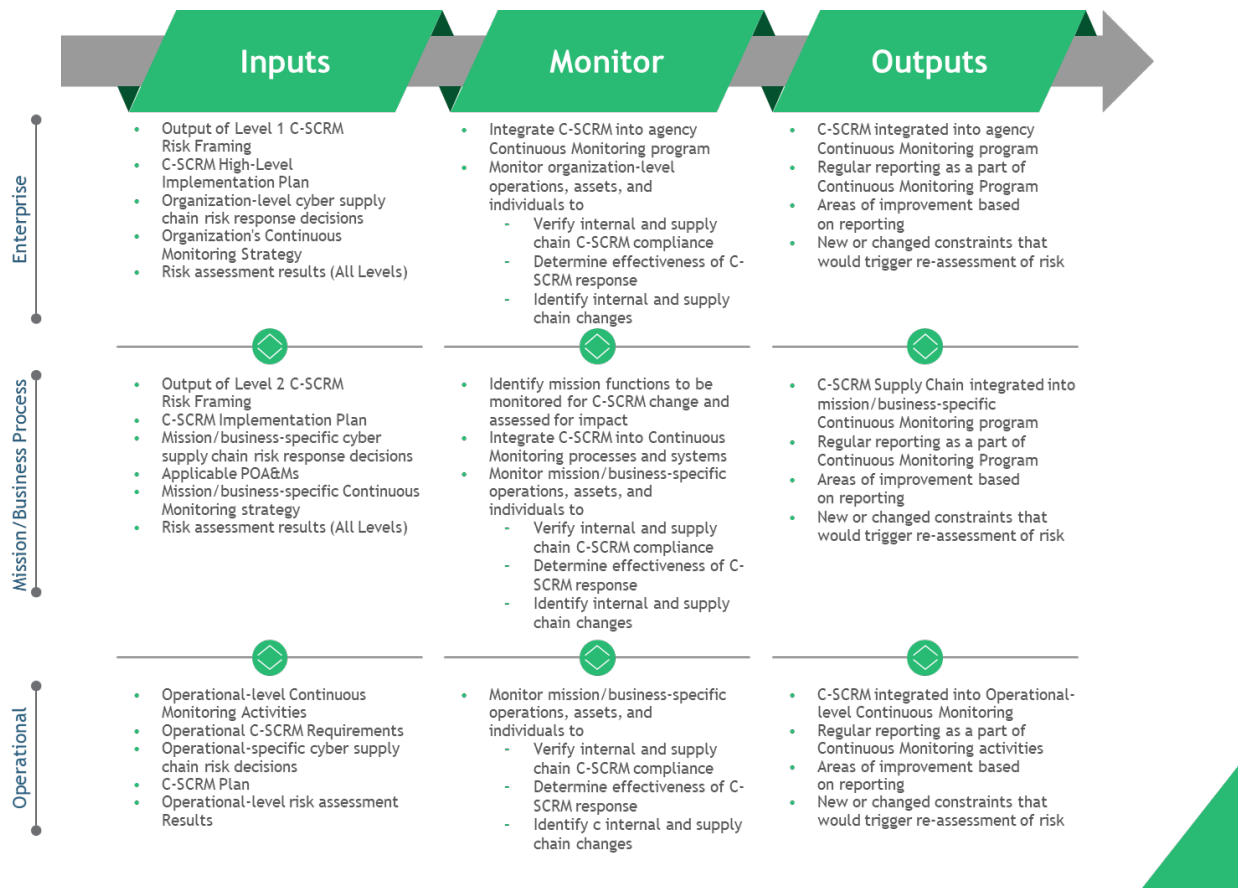 Inputs
Monitor
Outputs
Enterprise
• Output of Level 1 C-SCRM
Risk Framing
• C-SCRM High-Level
Implementation Plan
• Organization-level cyber supply
chain risk response decisions
• Organization's Continuous
Monitoring Strategy
• Risk assessment results (All Levels)
• Integrate C-SCRM into agency
Continuous Monitoring program
• Monitor organization-level
operations, assets, and
individuals to
- Verify internal and supply
chain C-SCRM compliance
- Determine effectiveness of C-
SCRM response
- Identify internal and supply
chain changes
• C-SCRM integrated into agency
Continuous Monitoring program
• Regular reporting as a part of
Continuous Monitoring Program
• Areas of improvement based
on reporting
• New or changed constraints that
would trigger re-assessment of risk
Mission/Business Process
• Output of Level 2 C-SCRM
Risk Framing
• C-SCRM Implementation Plan
• Mission/business-specific cyber
supply chain risk response decisions
• Applicable POA&Ms
• Mission/business-specific Continuous
Monitoring strategy
• Risk assessment results (All Levels)
• Identify mission functions to be
monitored for C-SCRM change and
assessed for impact
• Integrate C-SCRM into Continuous
Monitoring processes and systems
• Monitor mission/business-specific
operations, assets, and
individuals to
- Verify internal and supply
chain C-SCRM compliance
- Determine effectiveness of C-
SCRM response
- Identify internal and supply
chain changes
• C-SCRM Supply Chain integrated into
mission/business-specific
Continuous Monitoring program
• Regular reporting as a part of
Continuous Monitoring Program
• Areas of improvement based
on reporting
• New or changed constraints that
would trigger re-assessment of risk
Operational
• Operational-level Continuous
Monitoring Activities
• Operational C-SCRM Requirements
• Operational-specific cyber supply
chain risk decisions
• C-SCRM Plan
• Operational-level risk assessment
Results
• Monitor mission/business-specific
operations, assets, and
individuals to
- Verify internal and supply
chain C-SCRM compliance
- Determine effectiveness of C-
SCRM response
- Identify c internal and supply
chain changes
• C-SCRM integrated into Operational-
level Continuous Monitoring
• Regular reporting as a part of
Continuous Monitoring activities
• Areas of improvement based
on reporting
• New or changed constraints that
would trigger re-assessment of risk